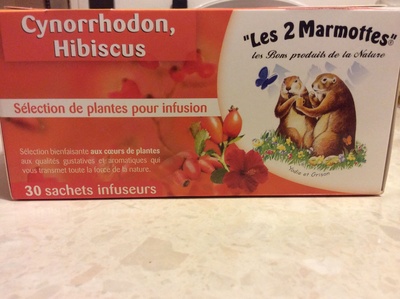 Cynorrhodon,
Hibiscus
Sélection de plantes pour infusion
Sélection bienfaisante aux cœurs de plantes
aux qualités gustatives et aromatiques qui
vous transmet toute la force de la nature.
30 sachets infuseurs
"Les 2 Marmottes"®
les Bons produits de la Nature